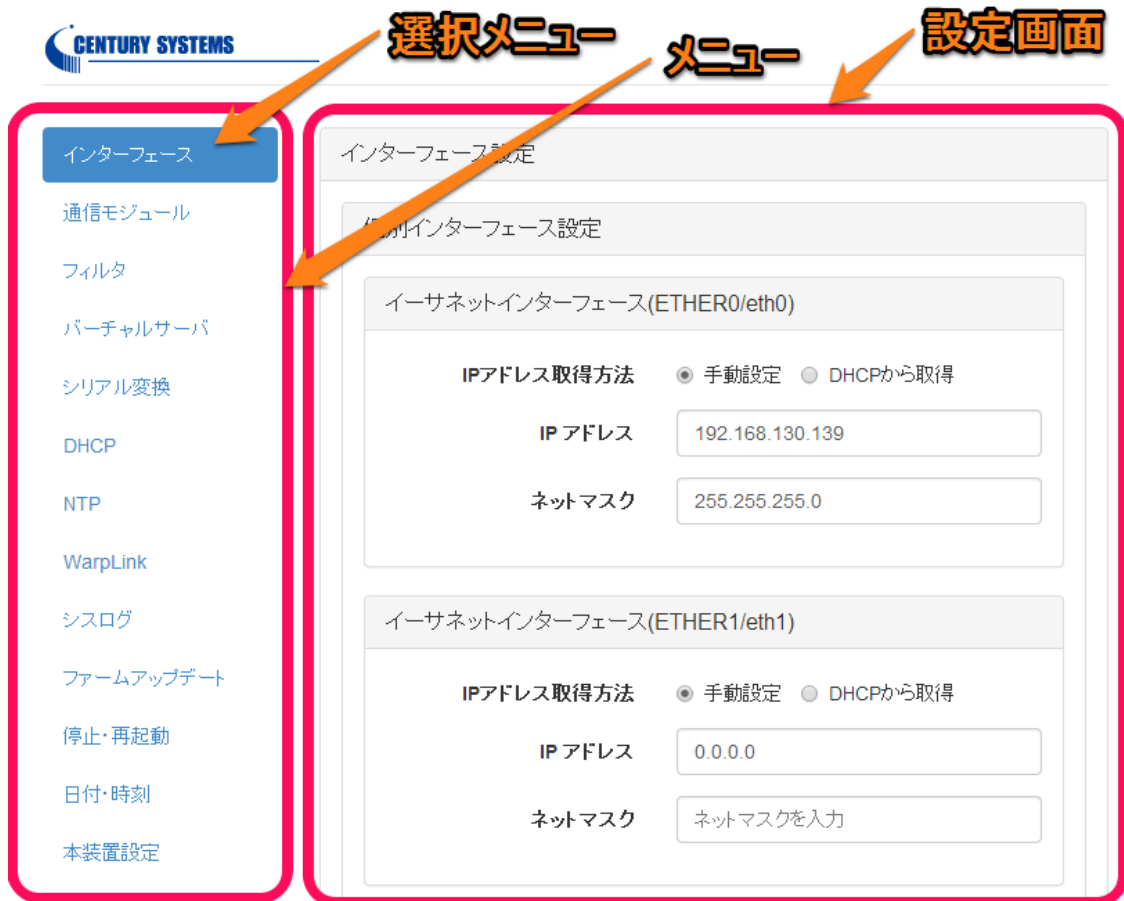 CENTURY SYSTEMS
選択メニュー
メニュー
設定画面
インターフェース
通信モジュール
フィルタ
バーチャルサーバ
シリアル変換
DHCP
NTP
WarpLink
シスログ
ファームアップデート
停止・再起動
日付・時刻
本装置設定
インターフェース設定
個別インターフェース設定
イーサネットインターフェース(ETHER0/eth0)
IPアドレス取得方法 手動設定 DHCPから取得
IP アドレス 192.168.130.139
ネットマスク 255.255.255.0
イーサネットインターフェース(ETHER1/eth1)
IPアドレス取得方法 手動設定 DHCPから取得
IP アドレス 0.0.0.0
ネットマスク ネットマスクを入力